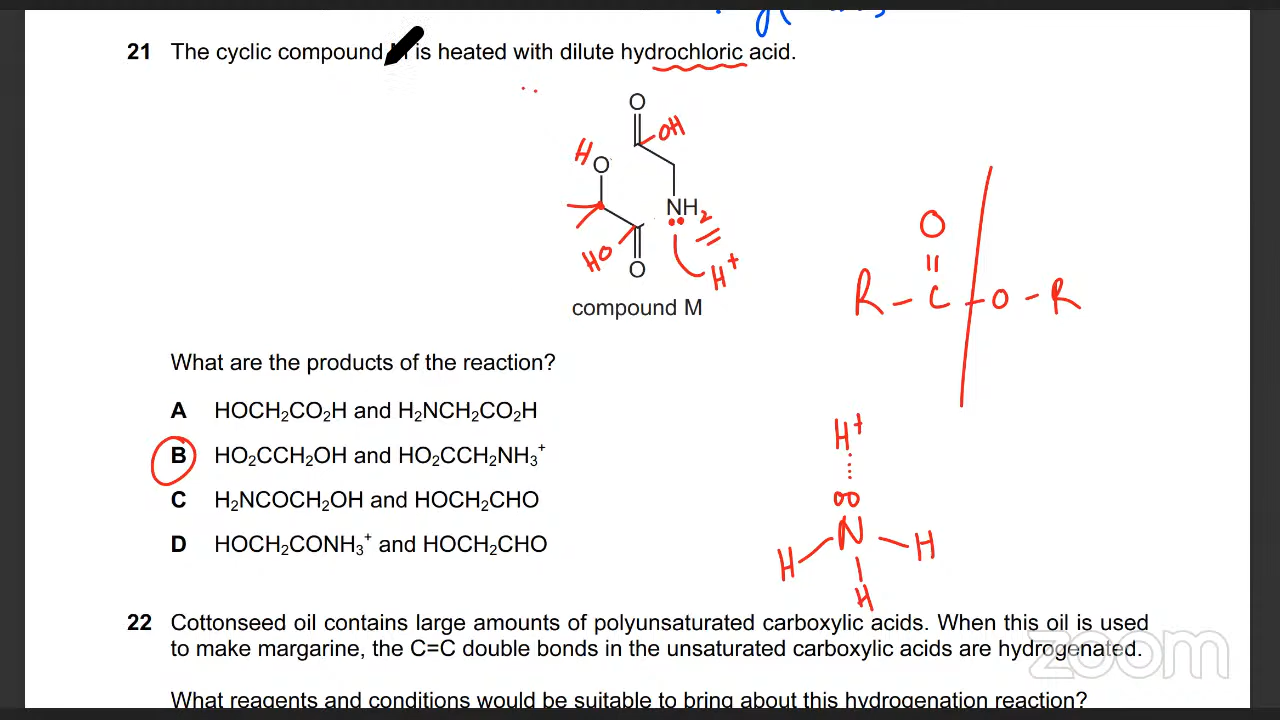 21 The cyclic compound M is heated with dilute hydrochloric acid.
O
OH
H O
NH2
HO
H+
O
compound M
O
R – C – O – R
What are the products of the reaction?
A HOCH₂CO₂H and H₂NCH₂CO₂H
B HO₂CCH₂OH and HO₂CCH₂NH₃⁺
C H₂NCOCH₂OH and HOCH₂CHO
D HOCH₂CONH₃⁺ and HOCH₂CHO
H+
N
H H
H
22 Cottonseed oil contains large amounts of polyunsaturated carboxylic acids. When this oil is used
to make margarine, the C=C double bonds in the unsaturated carboxylic acids are hydrogenated.
What reagents and conditions would be suitable to bring about this hydrogenation reaction?
zoom